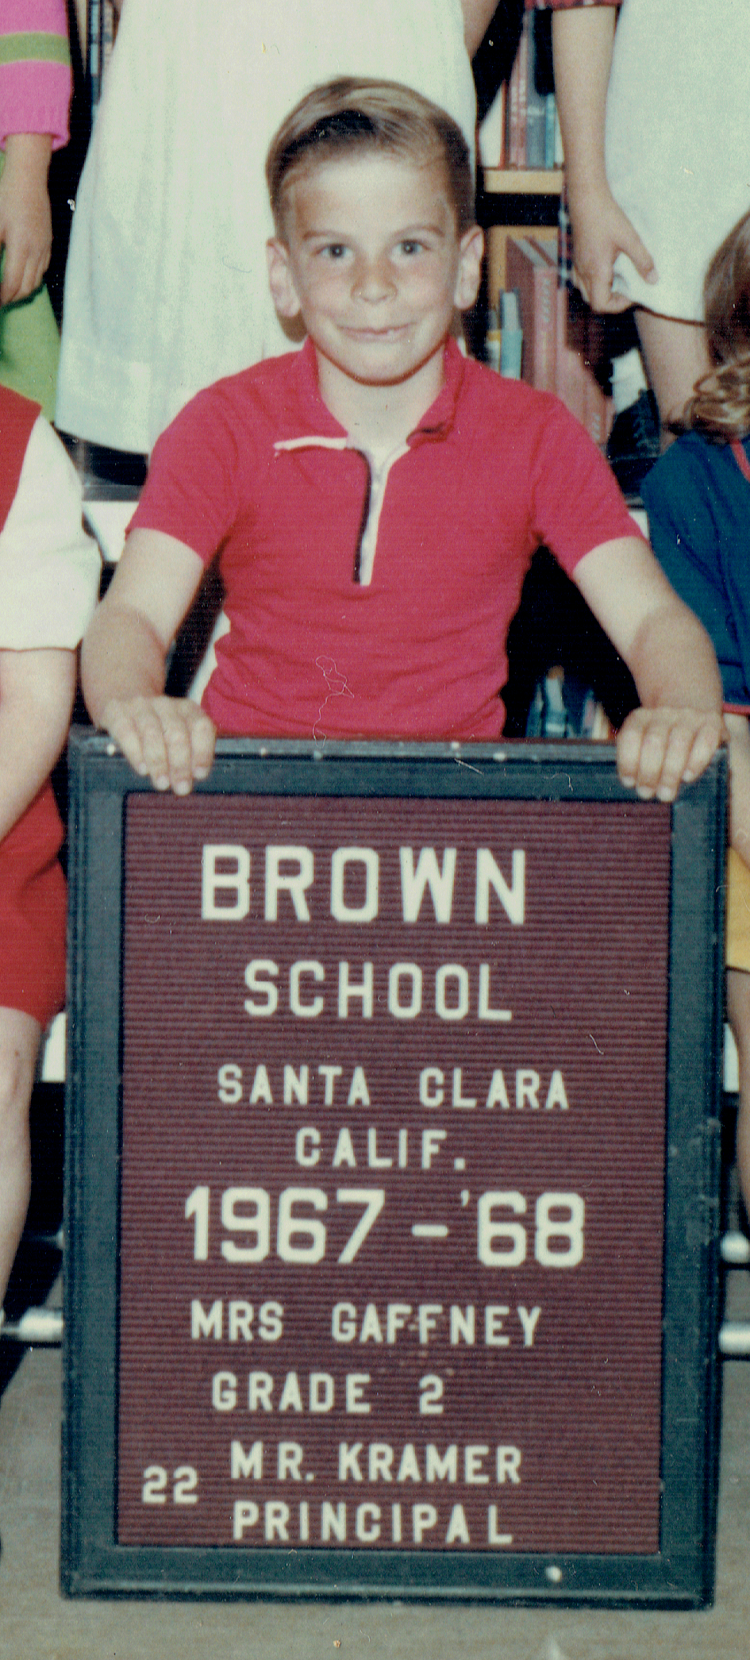 BROWN
SCHOOL
SANTA CLARA
CALIF.
1967-'68
MRS GAFFNEY
GRADE 2
MR. KRAMER
22
PRINCIPAL